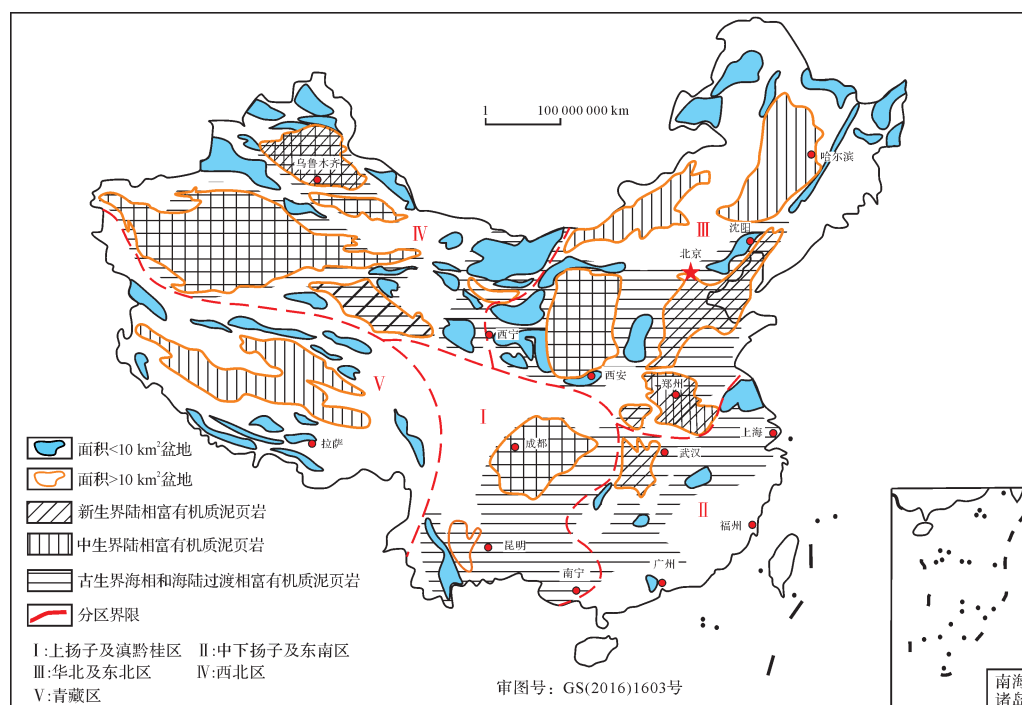 1 100 000 000 km
哈尔滨
乌鲁木齐
沈阳
Ⅲ
Ⅳ
北京
西宁
西安
郑州
Ⅴ
Ⅰ
拉萨
成都
上海
武汉
Ⅱ
福州
昆明
广州
南宁
面积<10 km²盆地
面积>10 km²盆地
新生界陆相富有机质泥页岩
中生界陆相富有机质泥页岩
古生界海相和海陆过渡相富有机质泥页岩
分区界限
Ⅰ:上扬子及滇黔桂区 Ⅱ:中下扬子及东南区
Ⅲ:华北及东北区 Ⅳ:西北区
Ⅴ:青藏区
审图号：GS(2016)1603号
南海
诸岛